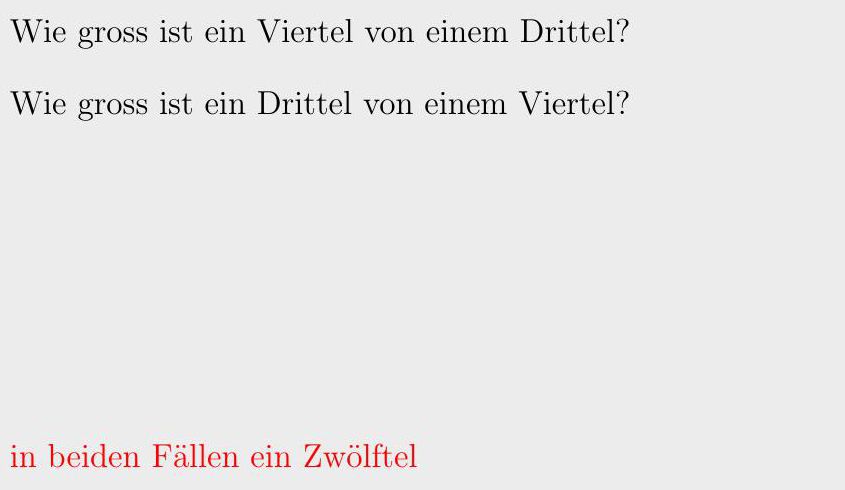 Wie gross ist ein Viertel von einem Drittel?
Wie gross ist ein Drittel von einem Viertel?
in beiden Fällen ein Zwölftel